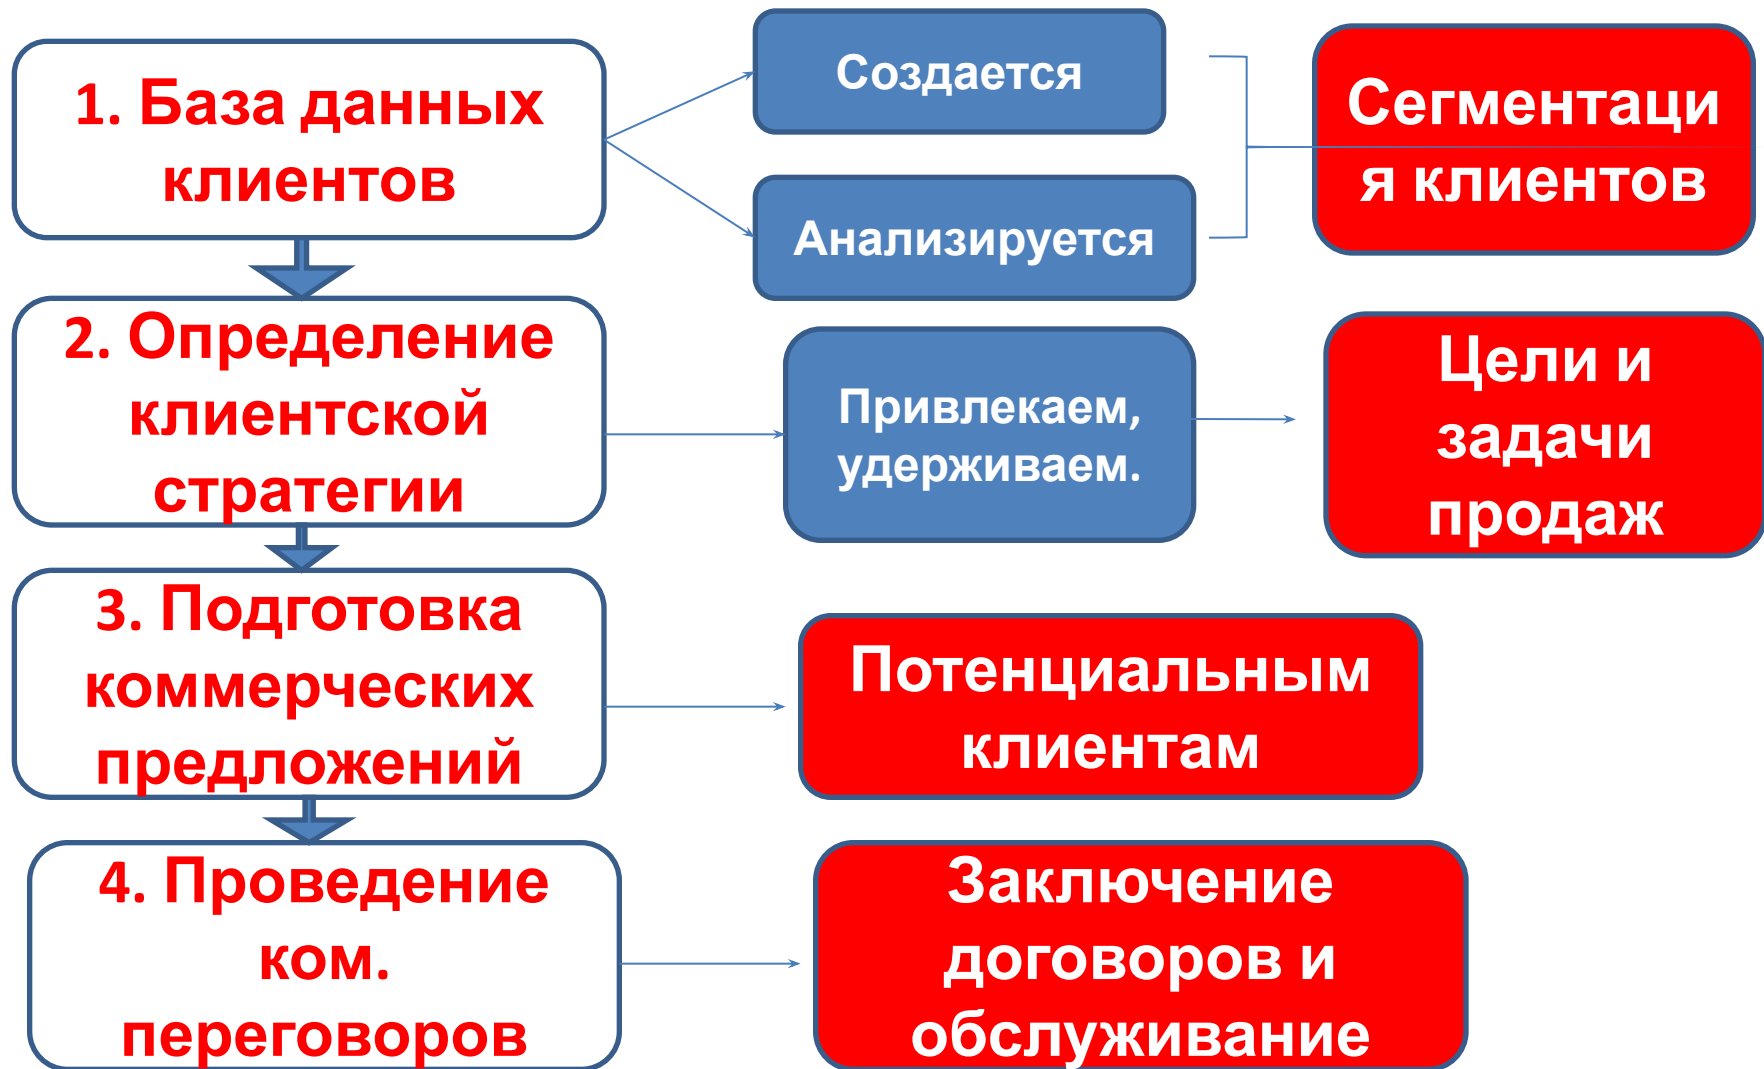 1. База данных
клиентов
Создается
Анализируется
Сегментаци
я клиентов
2. Определение
клиентской
стратегии
Привлекаем,
удерживаем.
Цели и
задачи
продаж
3. Подготовка
коммерческих
предложений
Потенциальным
клиентам
4. Проведение
ком.
переговоров
Заключение
договоров и
обслуживание